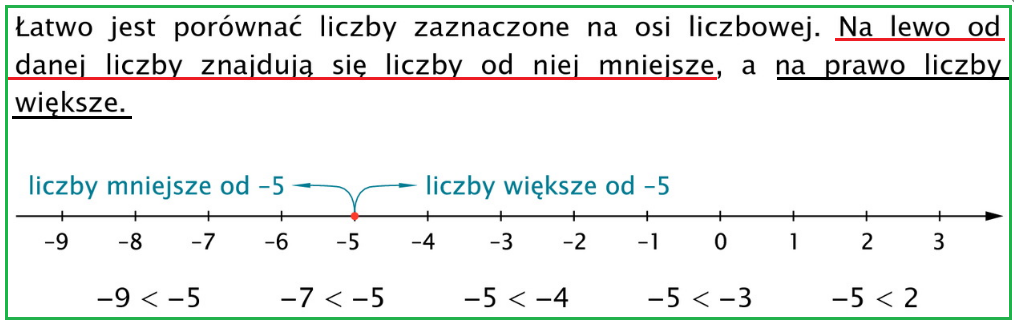 Łatwo jest porównać liczby zaznaczone na osi liczbowej. Na lewo od
danej liczby znajdują się liczby od niej mniejsze, a na prawo liczby
większe.
liczby mniejsze od –5 liczby większe od –5
–9 –8 –7 –6 –5 –4 –3 –2 –1 0 1 2 3
–9 < –5 –7 < –5 –5 < –4 –5 < –3 –5 < 2